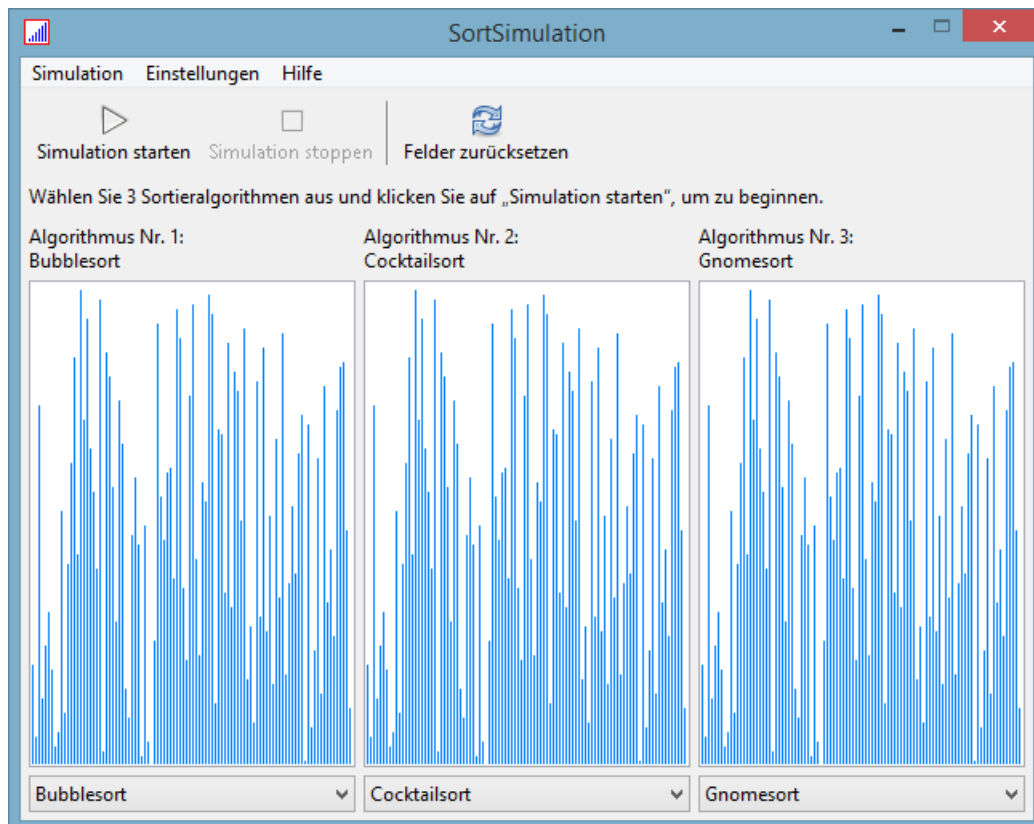 SortSimulation
Simulation Einstellungen Hilfe
Simulation starten Simulation stoppen Felder zurücksetzen
Wählen Sie 3 Sortieralgorithmen aus und klicken Sie auf „Simulation starten“, um zu beginnen.
Algorithmus Nr. 1: Algorithmus Nr. 2: Algorithmus Nr. 3:
Bubblesort Cocktailsort Gnomesort
Bubblesort Cocktailsort Gnomesort